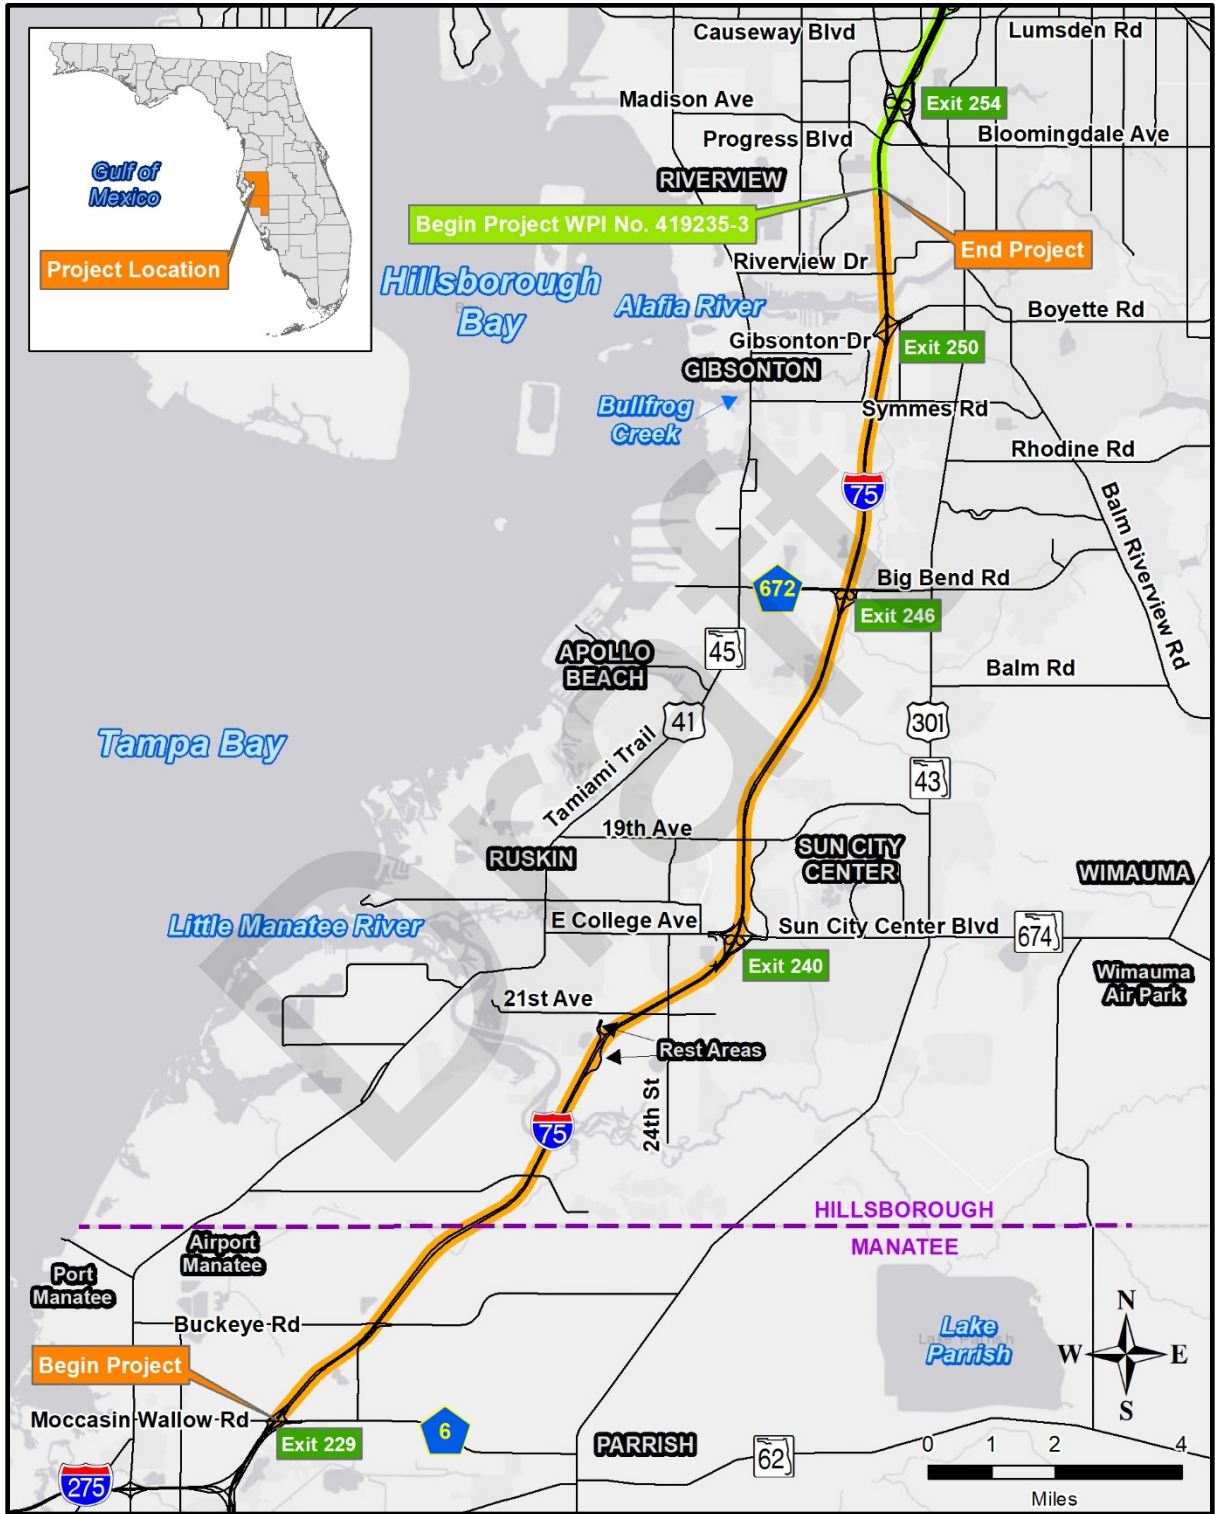 Causeway Blvd
Lumsden Rd
Madison Ave
Exit 254
Progress Blvd
Bloomingdale Ave
Gulf of
Mexico
RIVERVIEW
Begin Project WPI No. 419235-3
End Project
Project Location
Riverview Dr
Hillsborough
Bay
Alafia River
Boyette Rd
Gibsonton Dr
Exit 250
GIBSONTON
Bullfrog
Creek
Symmes Rd
Rhodine Rd
75
Balm Riverview Rd
Big Bend Rd
672
Exit 246
APOLLO
BEACH
45
Balm Rd
41
301
Tampa Bay
Tamiami Trail
43
19th Ave
RUSKIN
SUN CITY
CENTER
WIMAUMA
Little Manatee River
E College Ave
Sun City Center Blvd
674
Exit 240
Wimauma
Air Park
21st Ave
Rest Areas
24th St
75
Draft
HILLSBOROUGH
MANATEE
Airport
Manatee
Port
Manatee
Buckeye Rd
Lake
Parrish
Lake Parrish
N
W
E
S
Begin Project
Moccasin Wallow Rd
6
Exit 229
PARRISH
62
275
0
1
2
4
Miles